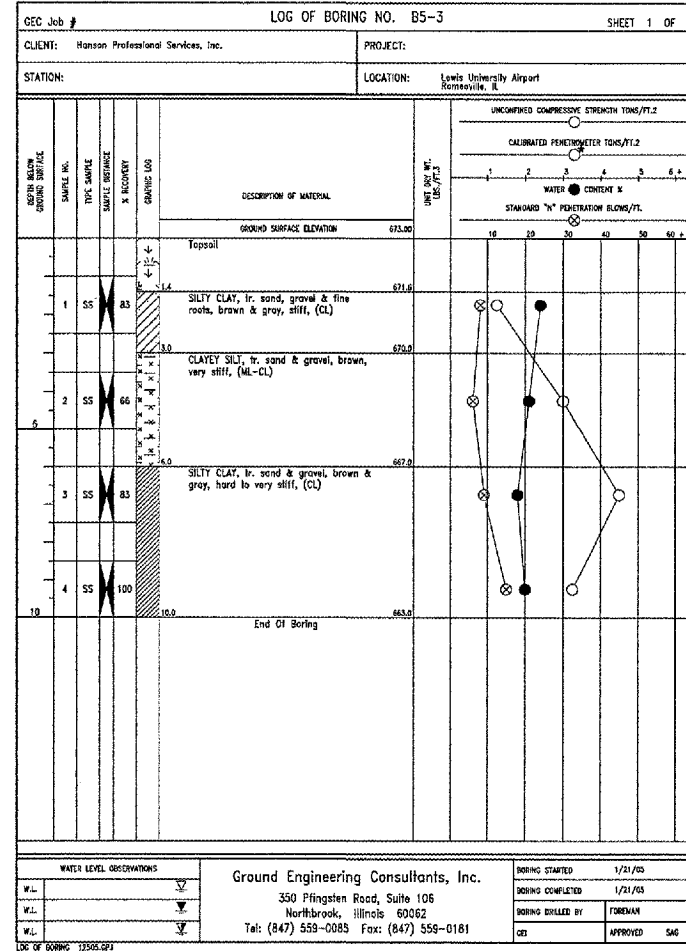 GEC Job #
LOG OF BORING NO. B5-3
SHEET 1 OF
CLIENT: Hanson Professional Services, Inc.
PROJECT:
STATION:
LOCATION: Lewis University Airport
Romeoville, IL
DEPTH BELOW
GROUND SURFACE
SAMPLE NO.
TYPE SAMPLE
SAMPLE DISTANCE
% RECOVERY
GRAPHIC LOG
DESCRIPTION OF MATERIAL
GROUND SURFACE ELEVATION 673.00
UNIT DRY WT.
LBS./FT.3
UNCONFINED COMPRESSIVE STRENGTH TONS/FT.2
CALIBRATED PENETROMETER TONS/FT.2
*
1 2 3 4 5 6 +
WATER CONTENT %
STANDARD "N" PENETRATION BLOWS/FT.
10 20 30 40 50 60 +
Topsoil
1.4 671.6
1 SS 83 SILTY CLAY, tr. sand, gravel & fine
roots, brown & gray, stiff, (CL)
3.0 670.0
CLAYEY SILT, tr. sand & gravel, brown,
very stiff, (ML-CL)
2 SS 66
5
6.0 667.0
SILTY CLAY, tr. sand & gravel, brown &
gray, hard to very stiff, (CL)
3 SS 83
4 SS 100
10 10.0 663.0
End Of Boring
WATER LEVEL OBSERVATIONS
W.L.
W.L.
W.L.
Ground Engineering Consultants, Inc.
350 Pfingsten Road, Suite 106
Northbrook, Illinois 60062
Tel: (847) 559-0085 Fax: (847) 559-0181
BORING STARTED 1/21/05
BORING COMPLETED 1/21/05
BORING DRILLED BY FOREMAN
APPROVED SAG
LOG OF BORING 12505.GPJ